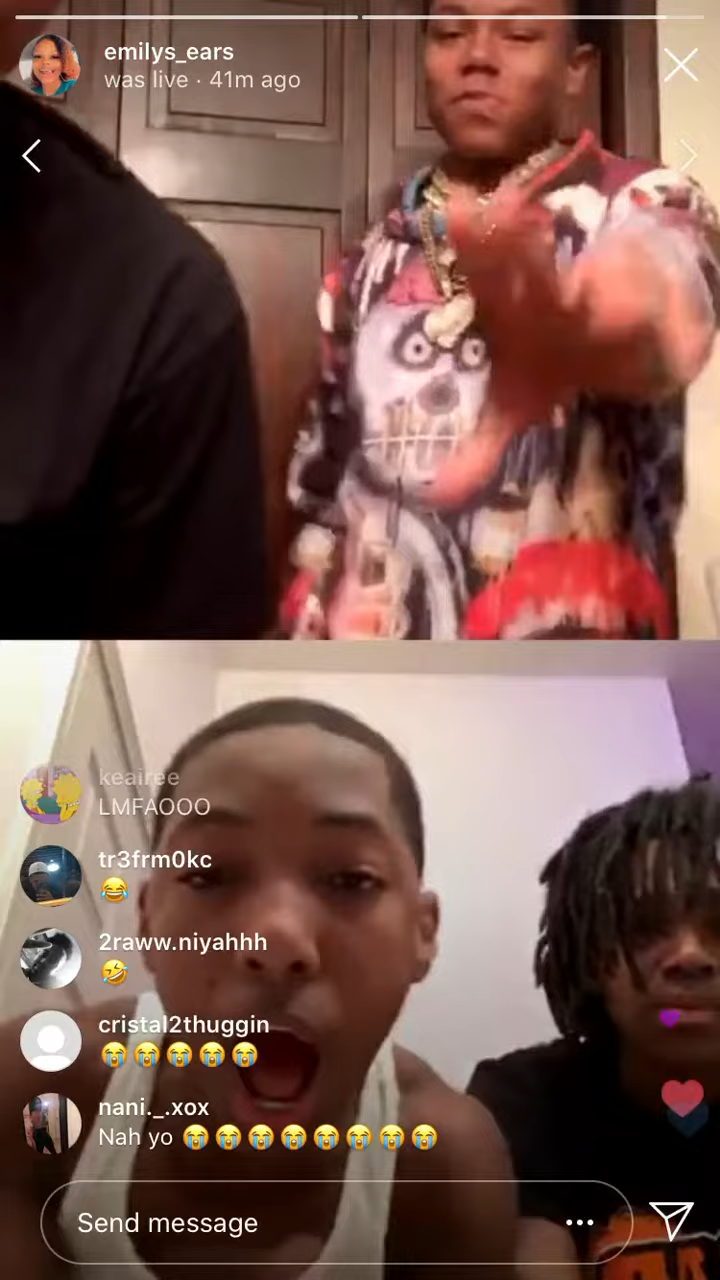 emilys_ears
was live · 41m ago
keairee
LMFAOOO
tr3frm0kc
😂
2raww.niyahhh
🤣
cristal2thuggin
😭😭😭😭😭
nani._.xox
Nah yo 😭😭😭😭😭😭😭😭
Send message